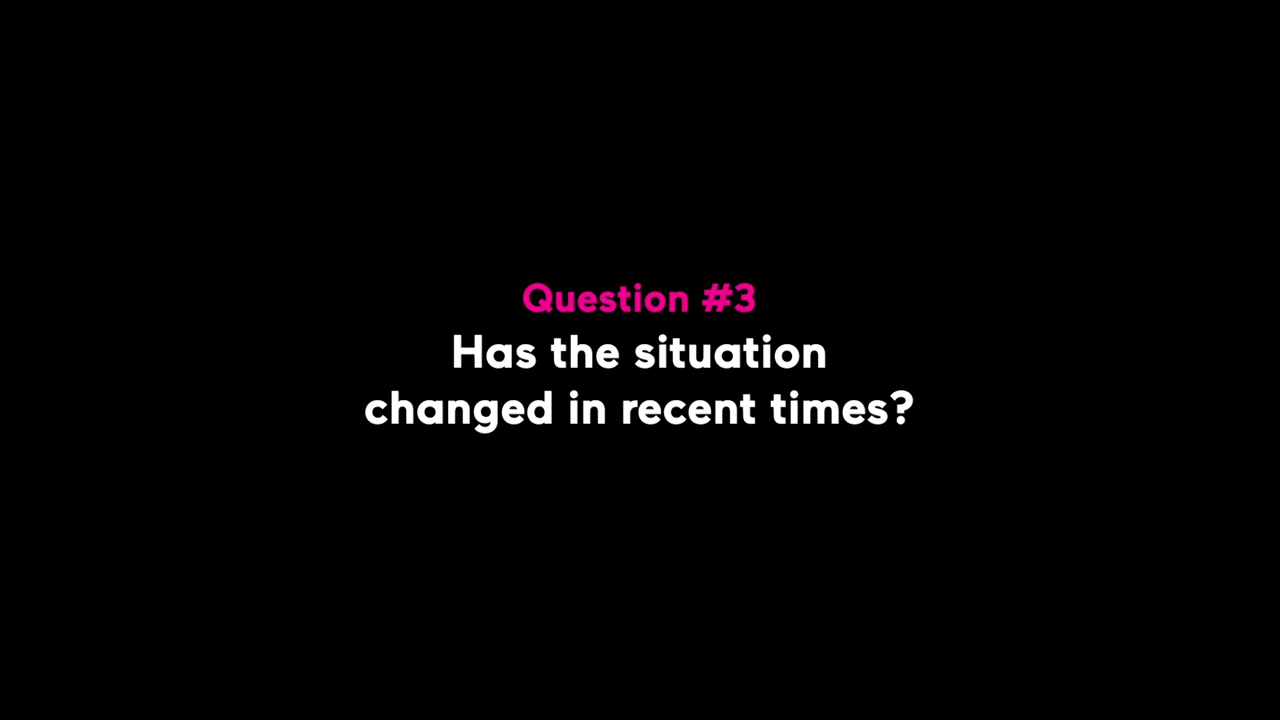 Question #3
Has the situation
changed in recent times?